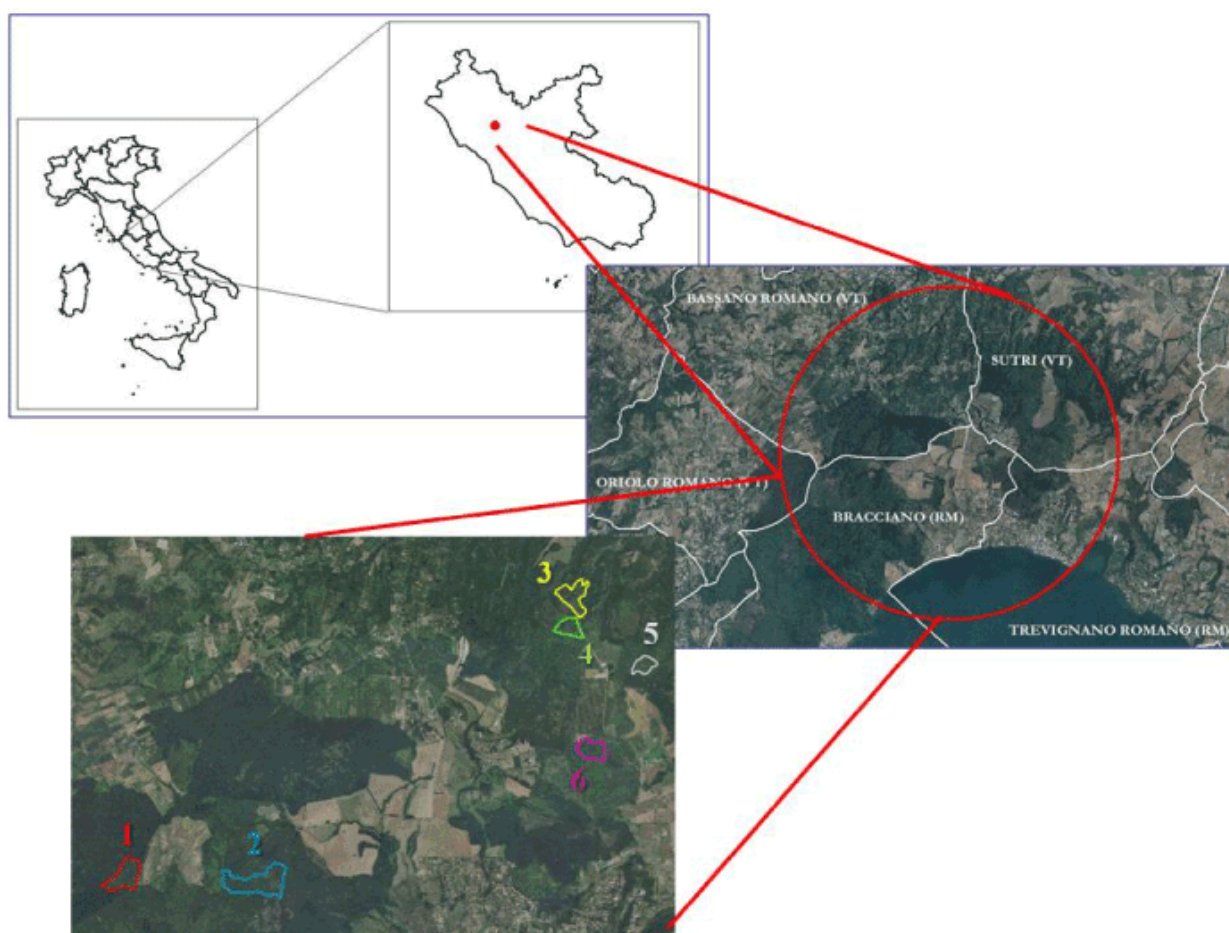 BASSANO ROMANO (VT)
SUTRI (VT)
ORIOLO ROMANO (VT)
BRACCIANO (RM)
TREVIGNANO ROMANO (RM)
3
4
5
6
1
2